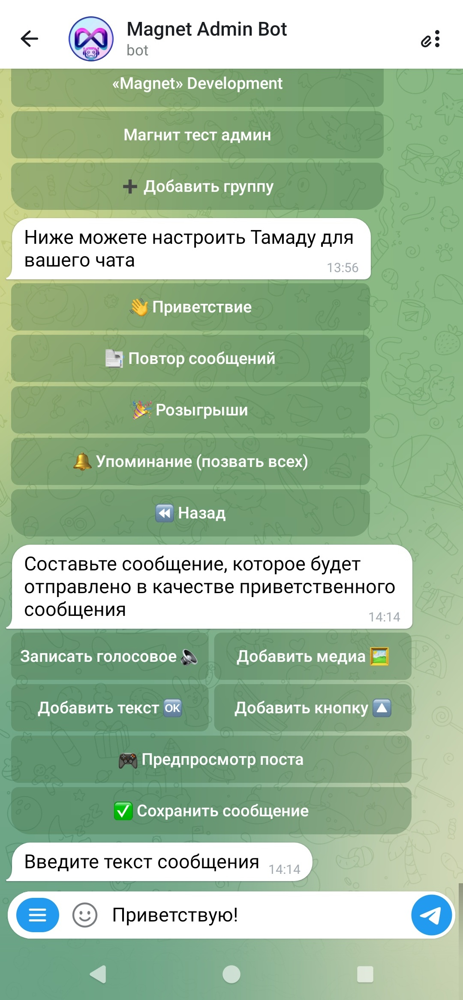 Magnet Admin Bot
bot
«Magnet» Development
Магнит тест админ
➕ Добавить группу
Ниже можете настроить Тамаду для
вашего чата
13:56
👋 Приветствие
📑 Повтор сообщений
🎉 Розыгрыши
🔔 Упоминание (позвать всех)
⏪ Назад
Составьте сообщение, которое будет
отправлено в качестве приветственного
сообщения
14:14
Записать голосовое 🔈
Добавить медиа 🖼
Добавить текст 🆗
Добавить кнопку 🔼
🎮 Предпросмотр поста
✅ Сохранить сообщение
Введите текст сообщения 14:14
Приветствую!